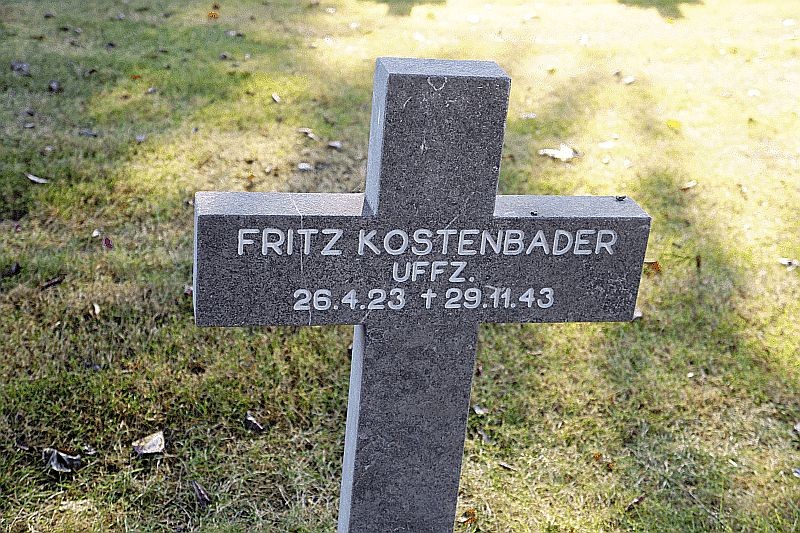 FRITZ KOSTENBADER
UFFZ.
26.4.23 † 29.11.43